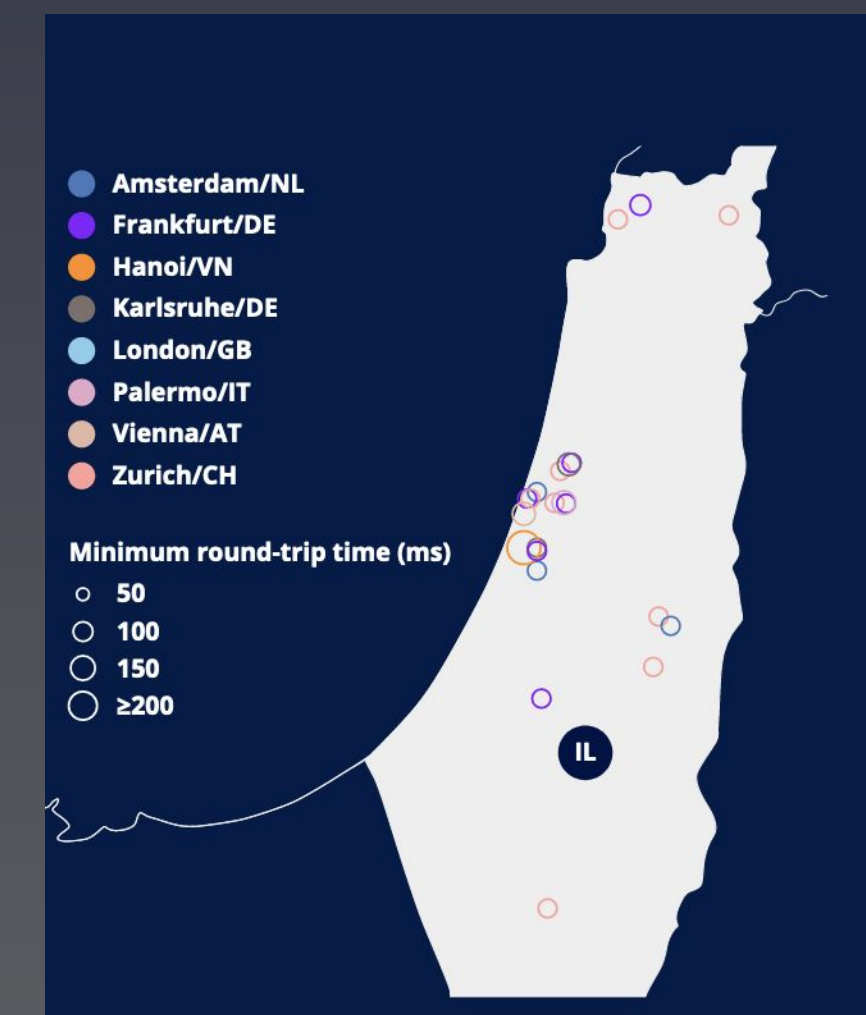 Amsterdam/NL
Frankfurt/DE
Hanoi/VN
Karlsruhe/DE
London/GB
Palermo/IT
Vienna/AT
Zurich/CH
Minimum round-trip time (ms)
50
100
150
≥200
IL